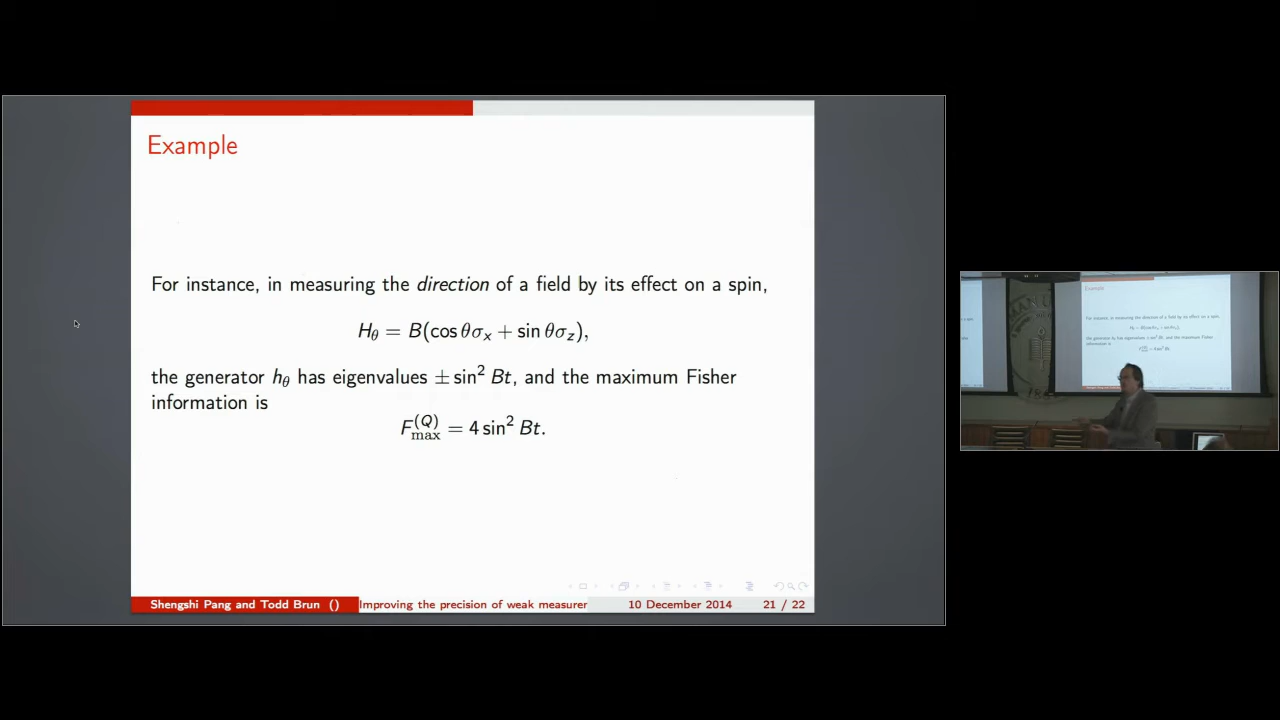 Example
For instance, in measuring the direction of a field by its effect on a spin,
H_θ = B(cos θσ_x + sin θσ_z),
the generator h_θ has eigenvalues ± sin² Bt, and the maximum Fisher
information is
F_max^(Q) = 4 sin² Bt.
Shengshi Pang and Todd Brun () Improving the precision of weak measurer 10 December 2014 21 / 22